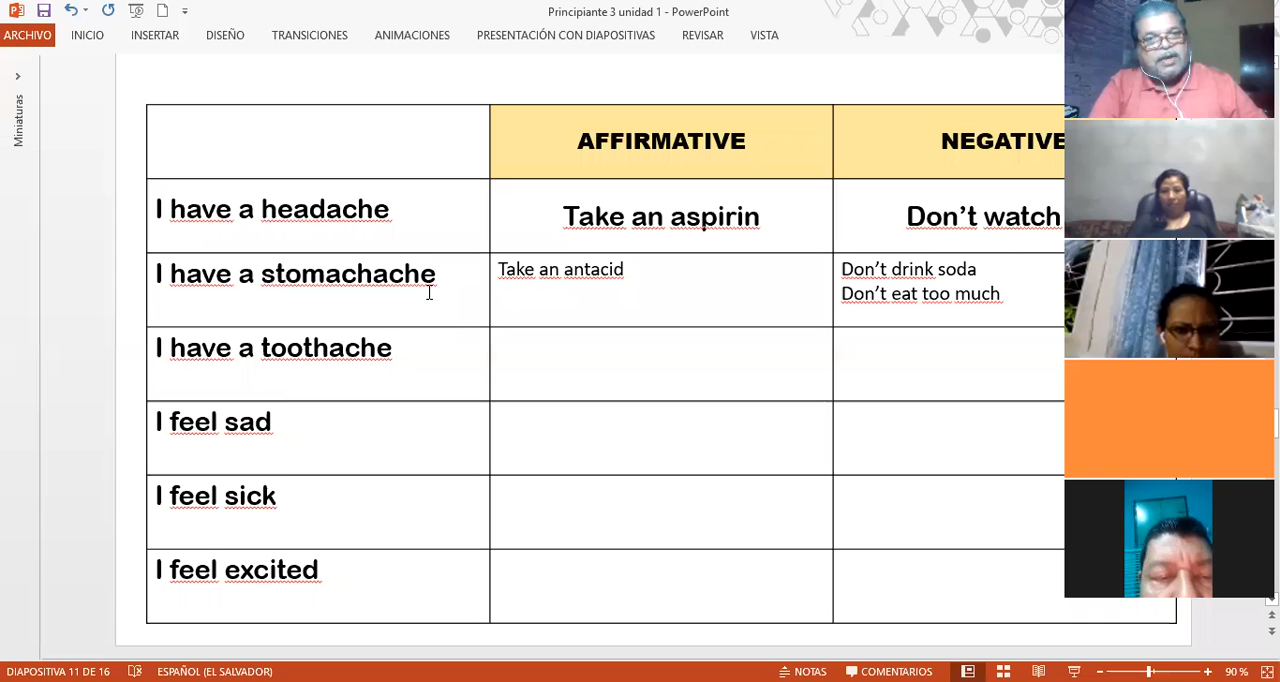 Principiante 3 unidad 1 - PowerPoint
ARCHIVO INICIO INSERTAR DISEÑO TRANSICIONES ANIMACIONES PRESENTACIÓN CON DIAPOSITIVAS REVISAR VISTA
Miniaturas
AFFIRMATIVE NEGATIVE
I have a headache Take an aspirin Don't watch
I have a stomachache Take an antacid Don't drink soda
Don't eat too much
I have a toothache
I feel sad
I feel sick
I feel excited
DIAPOSITIVA 11 DE 16 ESPAÑOL (EL SALVADOR) NOTAS COMENTARIOS 90 %